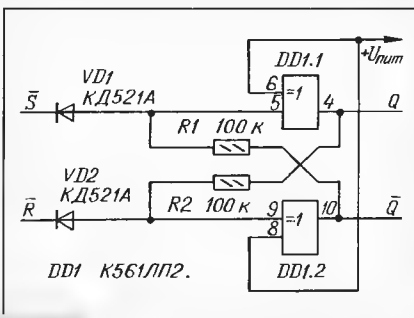 DD1.1
+Uпит
VD1
КД521А
6
=1
5
4
S̅
Q
R1 100 к
VD2
КД521А
R̅
R2 100 к
9
=1
10
8
Q̅
DD1 К561ЛП2.
DD1.2